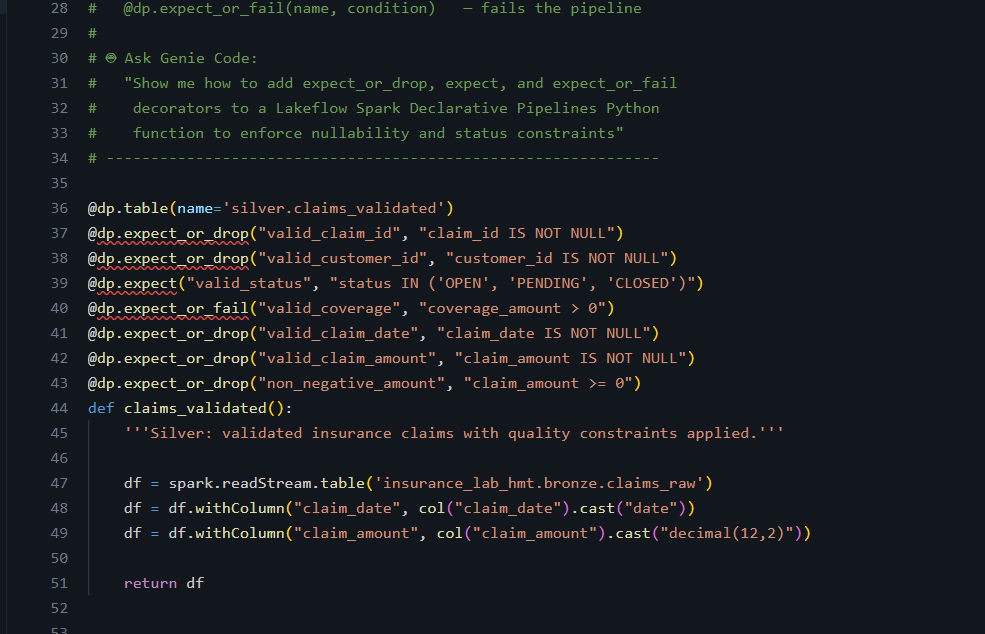 28 #   @dp.expect_or_fail(name, condition)   — fails the pipeline
29 #
30 # 🤓 Ask Genie Code:
31 #   "Show me how to add expect_or_drop, expect, and expect_or_fail
32 #    decorators to a Lakeflow Spark Declarative Pipelines Python
33 #    function to enforce nullability and status constraints"
34 # -------------------------------------------------------------
35
36 @dp.table(name='silver.claims_validated')
37 @dp.expect_or_drop("valid_claim_id", "claim_id IS NOT NULL")
38 @dp.expect_or_drop("valid_customer_id", "customer_id IS NOT NULL")
39 @dp.expect("valid_status", "status IN ('OPEN', 'PENDING', 'CLOSED')")
40 @dp.expect_or_fail("valid_coverage", "coverage_amount > 0")
41 @dp.expect_or_drop("valid_claim_date", "claim_date IS NOT NULL")
42 @dp.expect_or_drop("valid_claim_amount", "claim_amount IS NOT NULL")
43 @dp.expect_or_drop("non_negative_amount", "claim_amount >= 0")
44 def claims_validated():
45     '''Silver: validated insurance claims with quality constraints applied.'''
46
47     df = spark.readStream.table('insurance_lab_hmt.bronze.claims_raw')
48     df = df.withColumn("claim_date", col("claim_date").cast("date"))
49     df = df.withColumn("claim_amount", col("claim_amount").cast("decimal(12,2)"))
50
51     return df
52
53